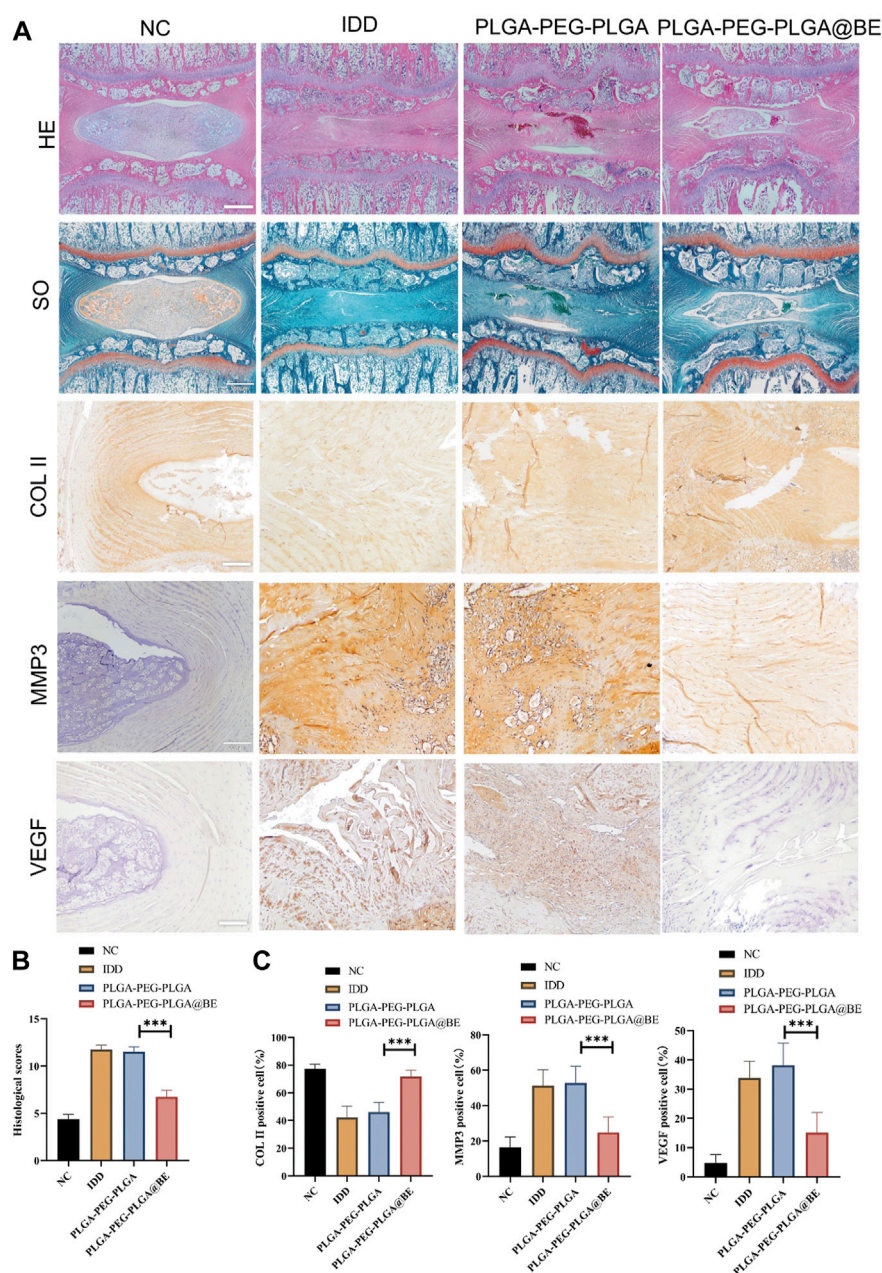 A
NC
IDD
PLGA-PEG-PLGA
PLGA-PEG-PLGA@BE
HE
SO
COL II
MMP3
VEGF
B
NC
IDD
PLGA-PEG-PLGA
PLGA-PEG-PLGA@BE
Histological scores
15
10
5
0
***
NC
IDD
PLGA-PEG-PLGA
PLGA-PEG-PLGA@BE
C
NC
IDD
PLGA-PEG-PLGA
PLGA-PEG-PLGA@BE
COL II positive cell(%)
100
80
60
40
20
0
***
NC
IDD
PLGA-PEG-PLGA
PLGA-PEG-PLGA@BE
NC
IDD
PLGA-PEG-PLGA
PLGA-PEG-PLGA@BE
MMP3 positive cell(%)
80
60
40
20
0
***
NC
IDD
PLGA-PEG-PLGA
PLGA-PEG-PLGA@BE
NC
IDD
PLGA-PEG-PLGA
PLGA-PEG-PLGA@BE
VEGF positive cell(%)
50
40
30
20
10
0
***
NC
IDD
PLGA-PEG-PLGA
PLGA-PEG-PLGA@BE